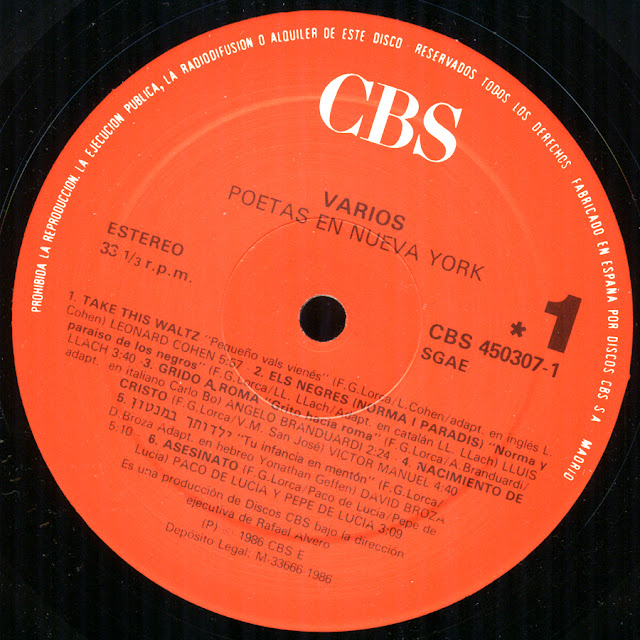 PROHIBIDA LA REPRODUCCION, LA EJECUCION PUBLICA, LA RADIODIFUSION O ALQUILER DE ESTE DISCO · RESERVADOS TODOS LOS DERECHOS · FABRICADO EN ESPAÑA POR DISCOS CBS S.A. - MADRID
CBS
VARIOS
POETAS EN NUEVA YORK
ESTEREO
33 1/3 r.p.m.
* 1
CBS 450307-1
SGAE
1. TAKE THIS WALTZ "Pequeño vals vienés" (F.G.Lorca/L.Cohen/adapt. en inglés L.
Cohen) LEONARD COHEN 5:57 2. ELS NEGRES (NORMA I PARADIS) "Norma y
paraiso de los negros" (F.G.Lorca/LL. LLach/Adapt. en catalán LL. LLach) LLUIS
LLACH 3:40 3. GRIDO A ROMA "Grito hacia roma" (F.G.Lorca/A. Branduardi/
adapt. en italiano Carlo Bo) ANGELO BRANDUARDI 2:24 4. NACIMIENTO DE
CRISTO (F.G.Lorca/V.M. San José) VICTOR MANUEL 4:40
5. ילדותך במנטון "Tu infancia en mentón" (F.G.Lorca/
D.Broza Adapt. en hebreo Yonathan Geffen) DAVID BROZA
5:10 6. ASESINATO (F.G.Lorca/Paco de Lucia/Pepe de
Lucia) PACO DE LUCIA Y PEPE DE LUCIA 3:09
Es una producción de Discos CBS bajo la dirección
ejecutiva de Rafael Alvero
(P) 1986 CBS E
Depósito Legal: M-33666-1986